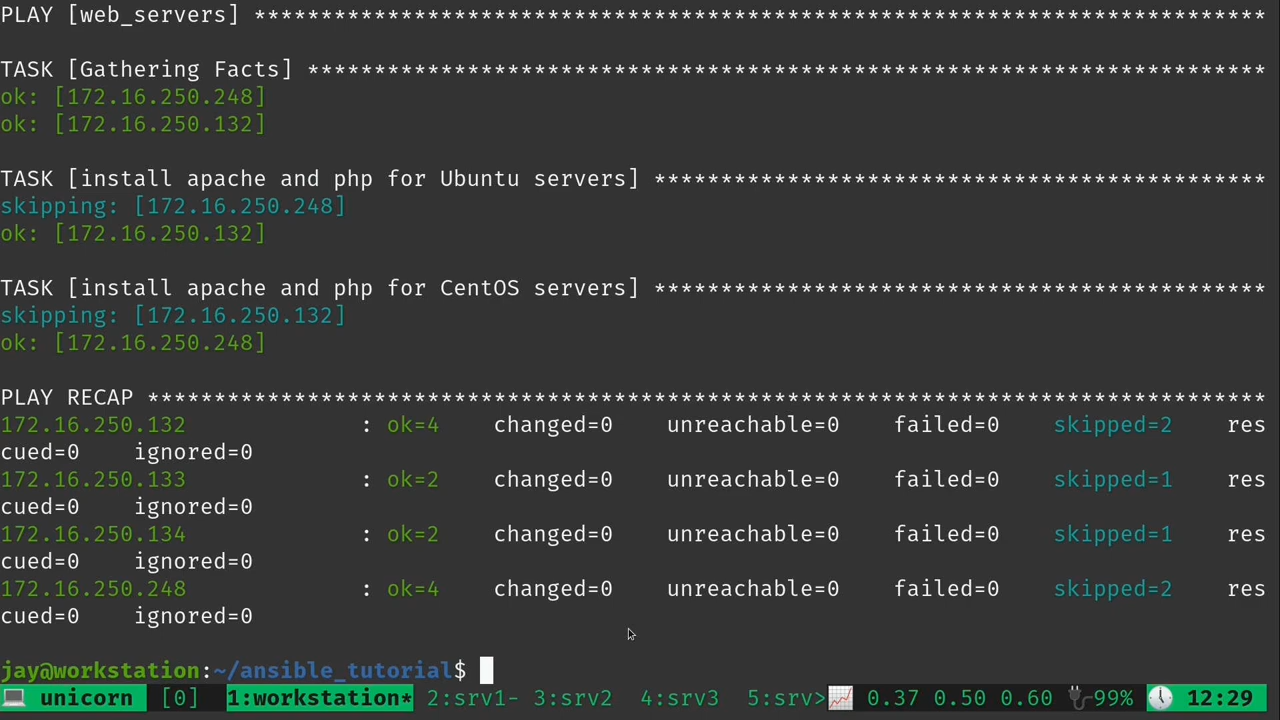 PLAY [web_servers] ****************************************************************************
TASK [Gathering Facts] ************************************************************************
ok: [172.16.250.248]
ok: [172.16.250.132]
TASK [install apache and php for Ubuntu servers] **********************************************
skipping: [172.16.250.248]
ok: [172.16.250.132]
TASK [install apache and php for CentOS servers] **********************************************
skipping: [172.16.250.132]
ok: [172.16.250.248]
PLAY RECAP ************************************************************************************
172.16.250.132             : ok=4    changed=0    unreachable=0    failed=0    skipped=2    res
cued=0    ignored=0
172.16.250.133             : ok=2    changed=0    unreachable=0    failed=0    skipped=1    res
cued=0    ignored=0
172.16.250.134             : ok=2    changed=0    unreachable=0    failed=0    skipped=1    res
cued=0    ignored=0
172.16.250.248             : ok=4    changed=0    unreachable=0    failed=0    skipped=2    res
cued=0    ignored=0
jay@workstation:~/ansible_tutorial$
unicorn [0] 1:workstation* 2:srv1- 3:srv2 4:srv3 5:srv> 0.37 0.50 0.60 99% 12:29